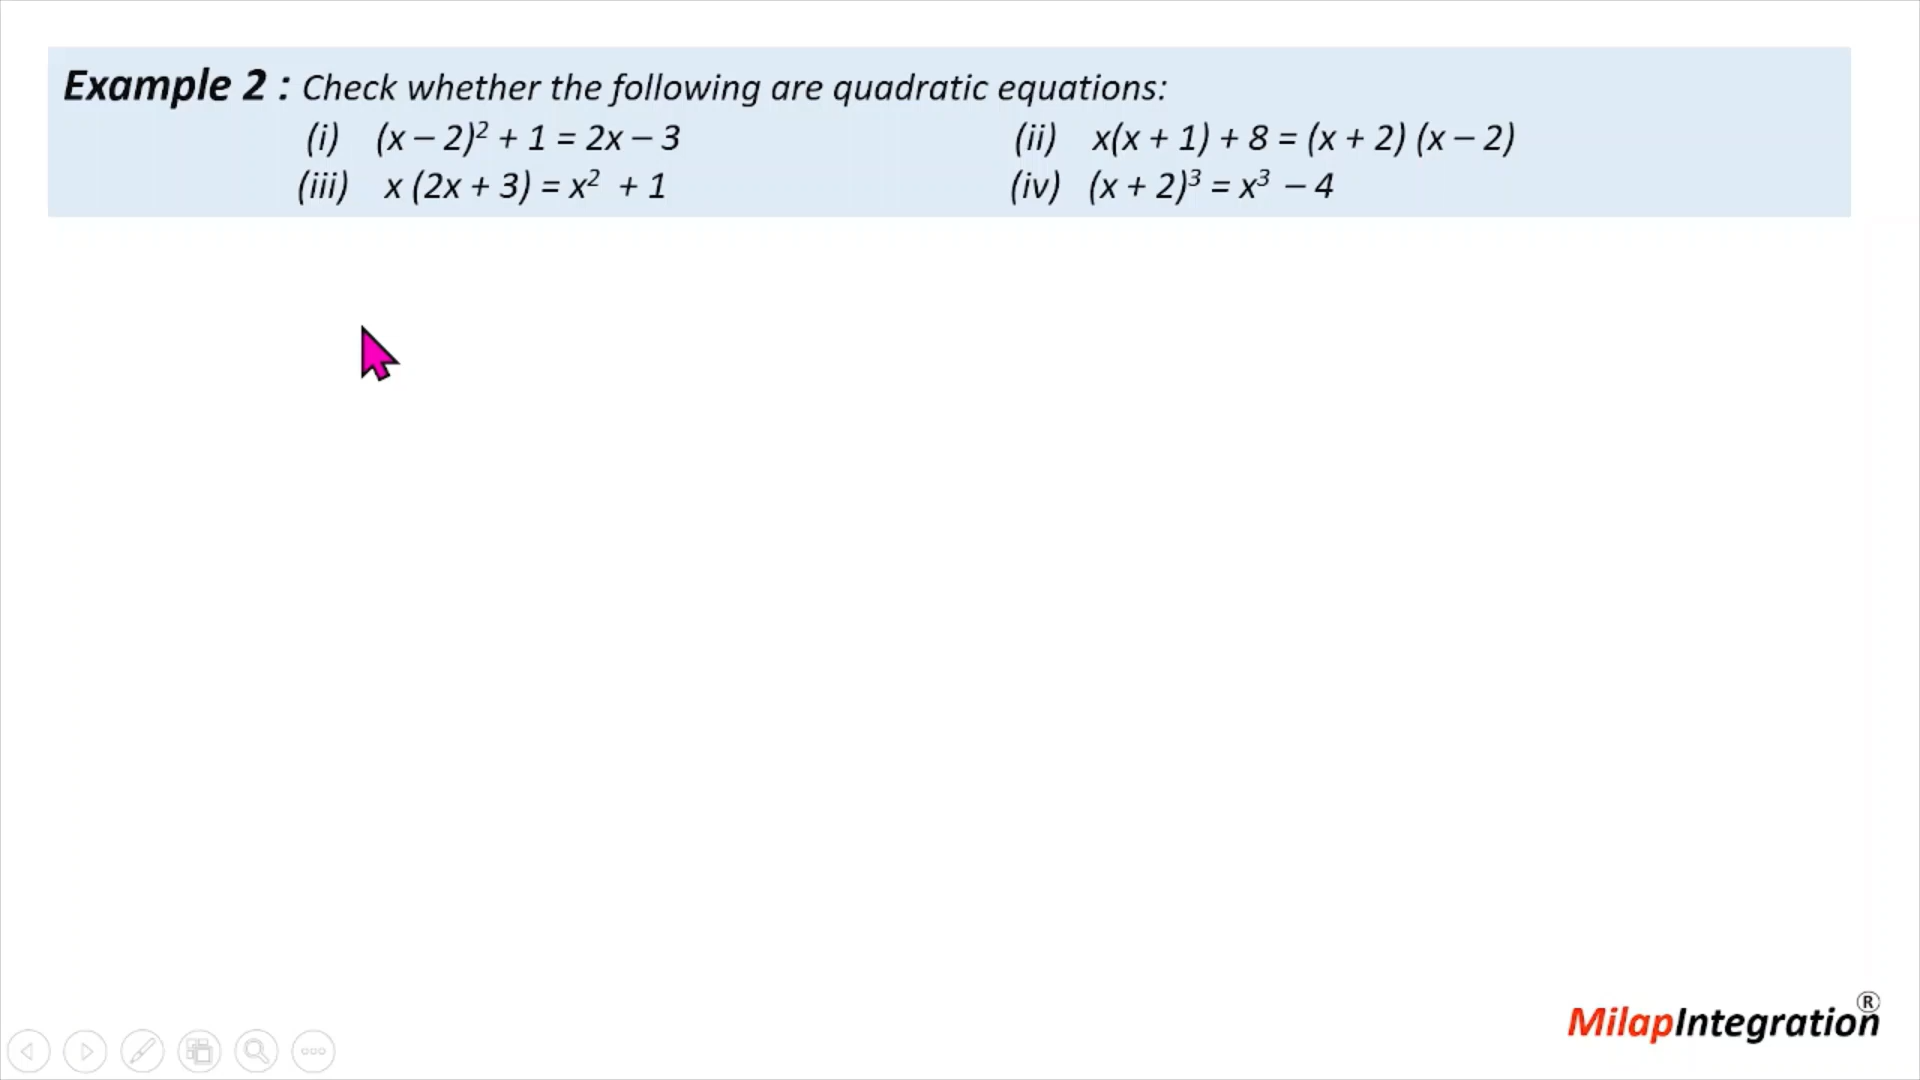 Example 2 : Check whether the following are quadratic equations:
(i) (x – 2)² + 1 = 2x – 3 (ii) x(x + 1) + 8 = (x + 2) (x – 2)
(iii) x (2x + 3) = x² + 1 (iv) (x + 2)³ = x³ – 4
MilapIntegration®